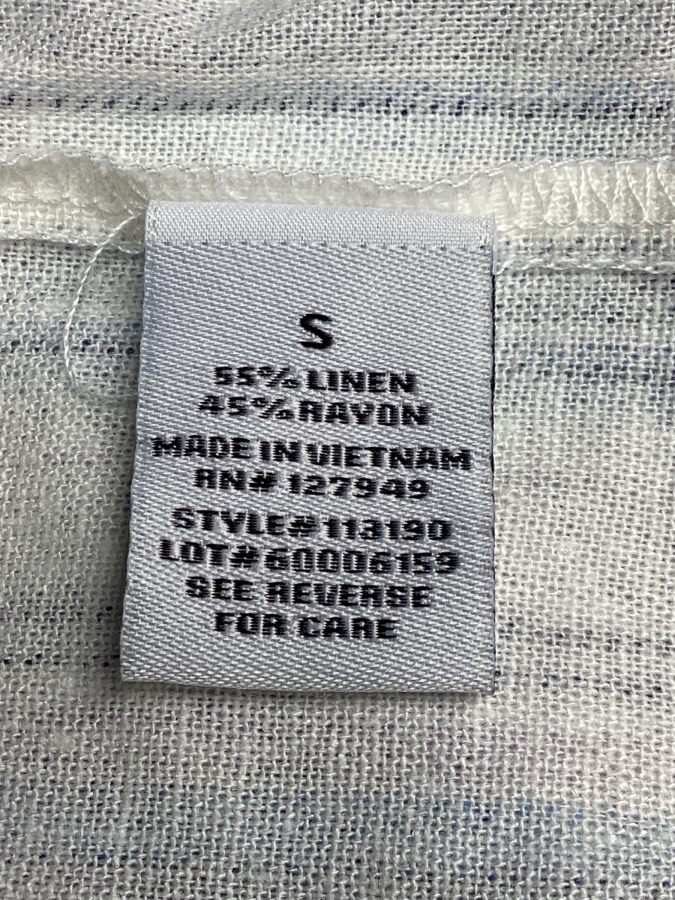 S
55% LINEN
45% RAYON
MADE IN VIETNAM
RN# 127949
STYLE# 113190
LOT# 60006159
SEE REVERSE
FOR CARE